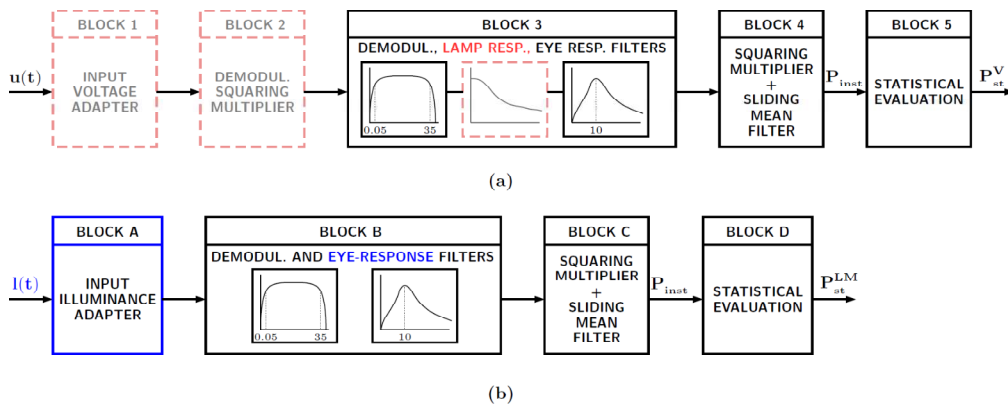 BLOCK 1
BLOCK 2
BLOCK 3
BLOCK 4
BLOCK 5
DEMODUL., LAMP RESP., EYE RESP. FILTERS
u(t)
INPUT
VOLTAGE
ADAPTER
DEMODUL.
SQUARING
MULTIPLIER
0.05 35
10
SQUARING
MULTIPLIER
+
SLIDING
MEAN
FILTER
P_inst
STATISTICAL
EVALUATION
P_st^V
(a)
BLOCK A
BLOCK B
BLOCK C
BLOCK D
DEMODUL. AND EYE-RESPONSE FILTERS
l(t)
INPUT
ILLUMINANCE
ADAPTER
0.05 35
10
SQUARING
MULTIPLIER
+
SLIDING
MEAN
FILTER
P_inst
STATISTICAL
EVALUATION
P_st^LM
(b)